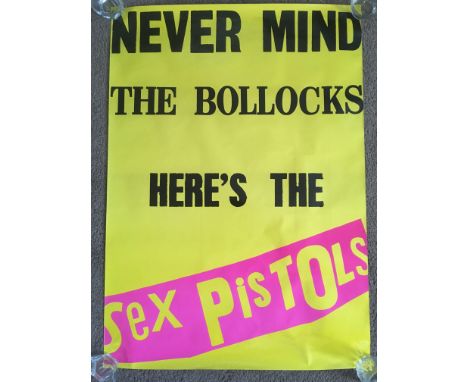 NEVER MIND
THE BOLLOCKS
HERE'S THE
SeX PiSTOLS